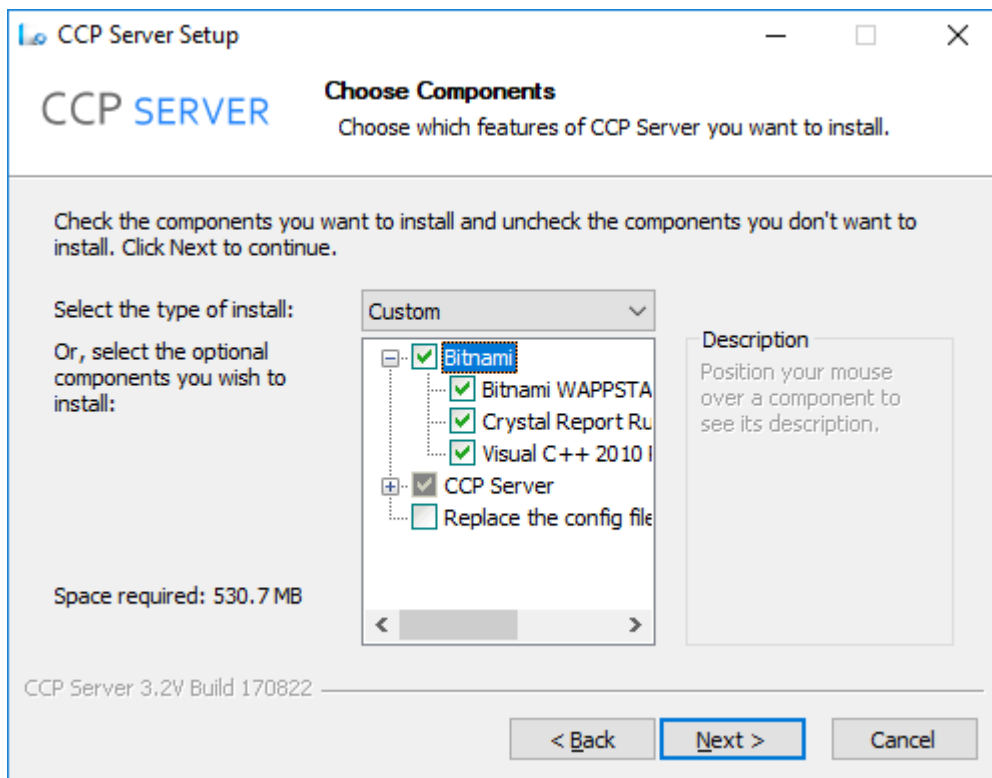 CCP Server Setup
CCP SERVER
Choose Components
Choose which features of CCP Server you want to install.
Check the components you want to install and uncheck the components you don't want to
install. Click Next to continue.
Select the type of install:
Custom
Or, select the optional
components you wish to
install:
Bitnami
Bitnami WAPPSTA
Crystal Report Ru
Visual C++ 2010
CCP Server
Replace the config file
Description
Position your mouse
over a component to
see its description.
Space required: 530.7 MB
CCP Server 3.2V Build 170822
< Back
Next >
Cancel